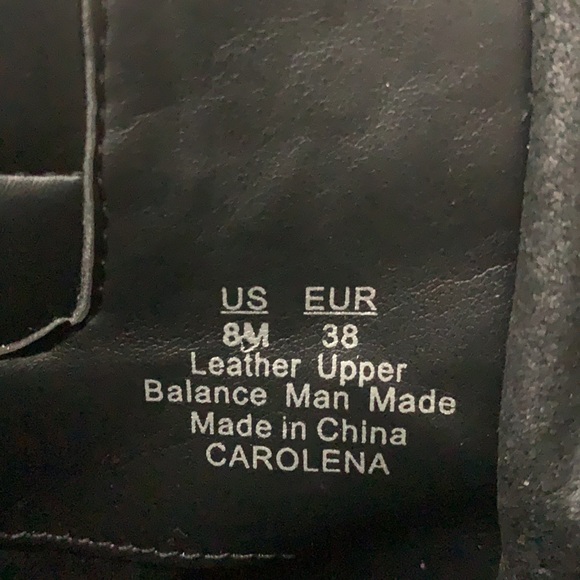 US EUR
8M 38
Leather Upper
Balance Man Made
Made in China
CAROLENA